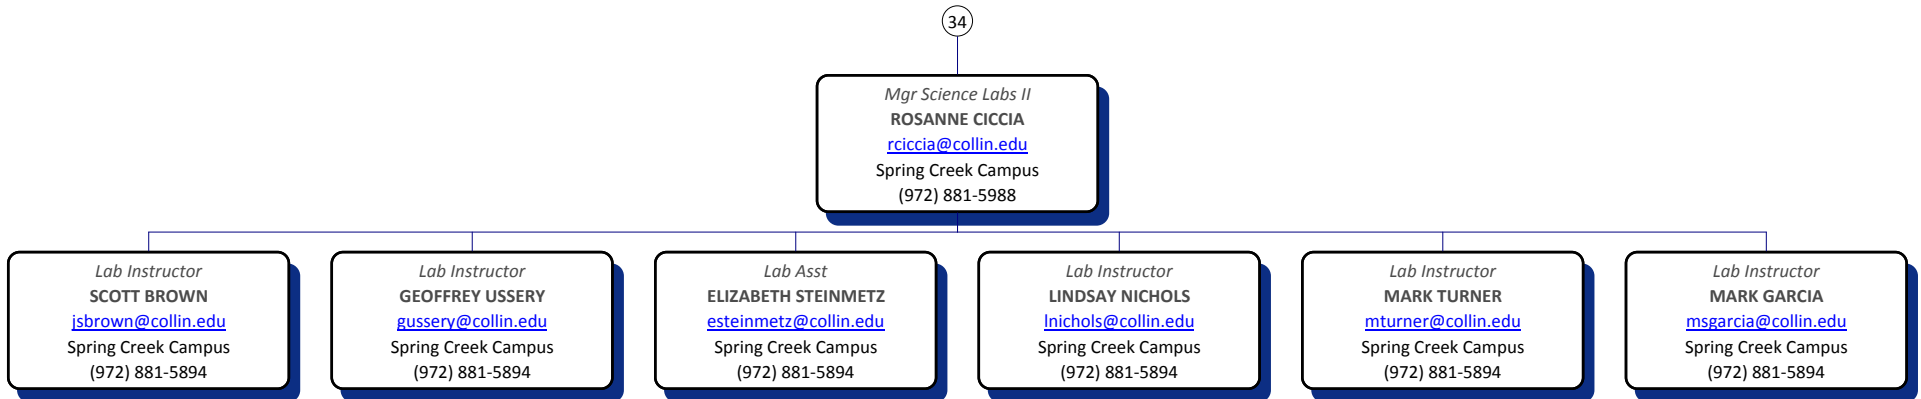 34
Mgr Science Labs II
ROSANNE CICCIA
rciccia@collin.edu
Spring Creek Campus
(972) 881-5988
Lab Instructor
SCOTT BROWN
jsbrown@collin.edu
Spring Creek Campus
(972) 881-5894
Lab Instructor
GEOFFREY USSERY
gussery@collin.edu
Spring Creek Campus
(972) 881-5894
Lab Asst
ELIZABETH STEINMETZ
esteinmetz@collin.edu
Spring Creek Campus
(972) 881-5894
Lab Instructor
LINDSAY NICHOLS
lnichols@collin.edu
Spring Creek Campus
(972) 881-5894
Lab Instructor
MARK TURNER
mturner@collin.edu
Spring Creek Campus
(972) 881-5894
Lab Instructor
MARK GARCIA
msgarcia@collin.edu
Spring Creek Campus
(972) 881-5894